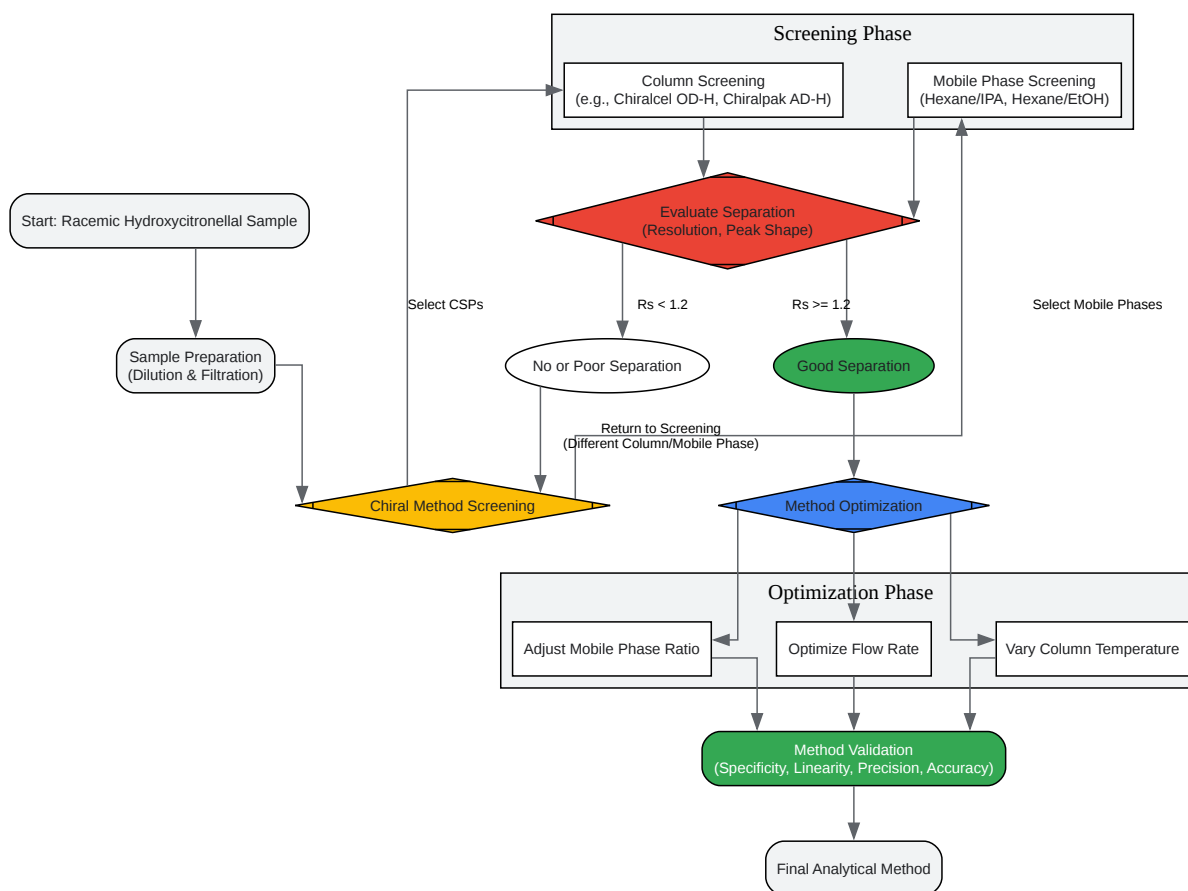 Screening Phase
Column Screening
(e.g., Chiralcel OD-H, Chiralpak AD-H)
Mobile Phase Screening
(Hexane/IPA, Hexane/EtOH)
Start: Racemic Hydroxycitronellal Sample
Evaluate Separation
(Resolution, Peak Shape)
Select CSPs
Rs < 1.2
Rs >= 1.2
Select Mobile Phases
Sample Preparation
(Dilution & Filtration)
No or Poor Separation
Good Separation
Return to Screening
(Different Column/Mobile Phase)
Chiral Method Screening
Method Optimization
Optimization Phase
Adjust Mobile Phase Ratio
Optimize Flow Rate
Vary Column Temperature
Method Validation
(Specificity, Linearity, Precision, Accuracy)
Final Analytical Method